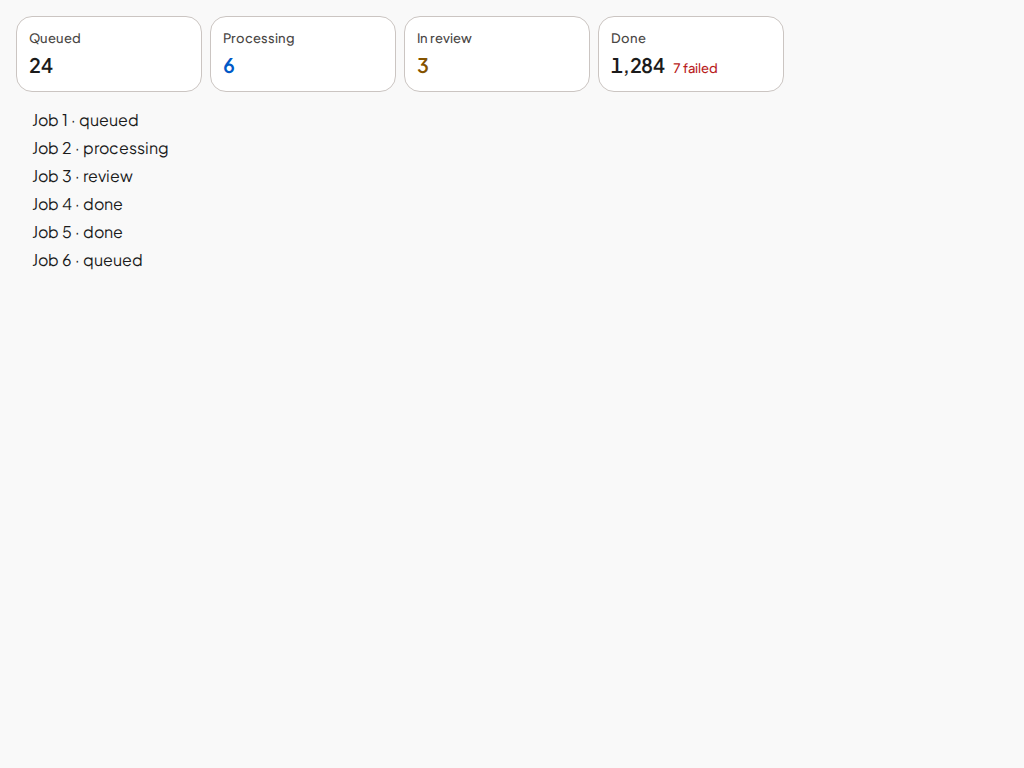 Queued
24
Processing
6
In review
3
Done
1,284 7 failed
Job 1 · queued
Job 2 · processing
Job 3 · review
Job 4 · done
Job 5 · done
Job 6 · queued